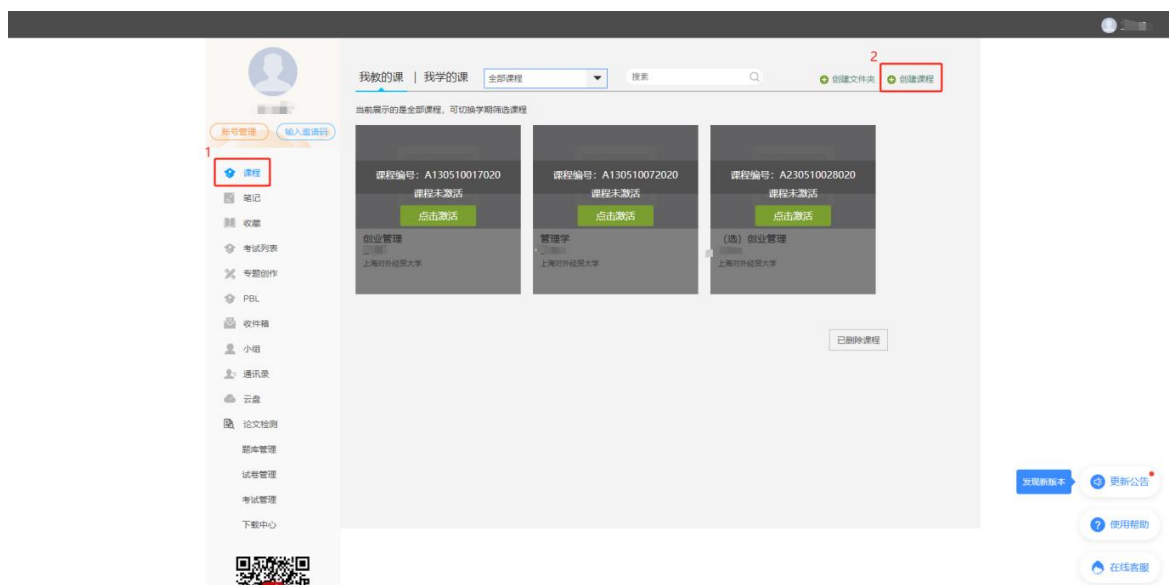 2
我教的课 | 我学的课 全部课程 搜索 创建文件夹 创建课程
当前展示的是全部课程，可切换学期筛选课程
账号管理 输入邀请码
1
课程
笔记
收藏
考试列表
专题创作
PBL
收件箱
小组
通讯录
云盘
论文检测
题库管理
试卷管理
考试管理
下载中心
课程编号：A130510017020
课程未激活
点击激活
创业管理
上海对外经贸大学
课程编号：A130510072020
课程未激活
点击激活
管理学
上海对外经贸大学
课程编号：A230510028020
课程未激活
点击激活
（选）创业管理
上海对外经贸大学
已删除课程
发现新版本 更新公告
使用帮助
在线客服